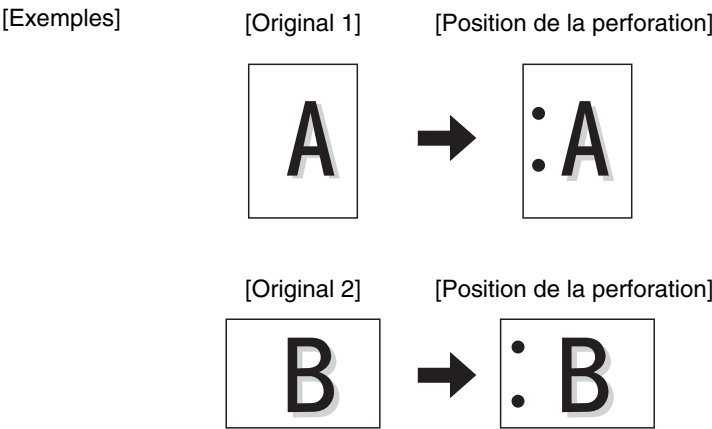 [Exemples]
[Original 1] [Position de la perforation]
A A
[Original 2] [Position de la perforation]
B B